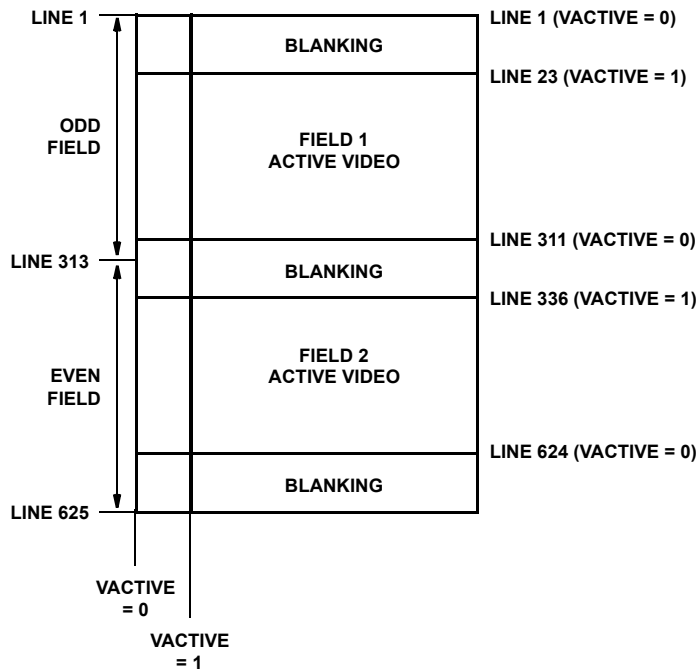 LINE 1
LINE 1 (VACTIVE = 0)
BLANKING
LINE 23 (VACTIVE = 1)
ODD
FIELD
FIELD 1
ACTIVE VIDEO
LINE 311 (VACTIVE = 0)
LINE 313
BLANKING
LINE 336 (VACTIVE = 1)
FIELD 2
ACTIVE VIDEO
EVEN
FIELD
LINE 624 (VACTIVE = 0)
BLANKING
LINE 625
VACTIVE
= 0
VACTIVE
= 1